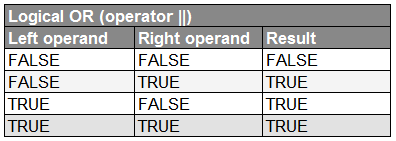 Logical OR (operator ||)
Left operand Right operand Result
FALSE FALSE FALSE
FALSE TRUE TRUE
TRUE FALSE TRUE
TRUE TRUE TRUE